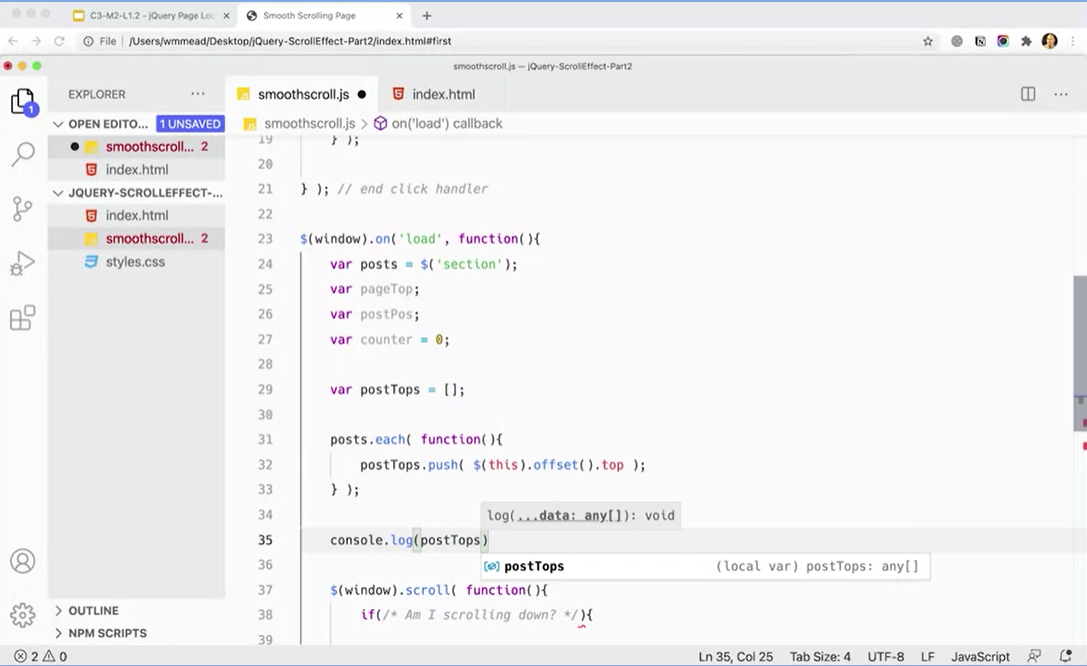 C3-M2-L1.2 - jQuery Page Loc
Smooth Scrolling Page
File
/Users/wmmead/Desktop/jQuery-ScrollEffect-Part2/index.html#first
smoothscroll.js — jQuery-ScrollEffect-Part2
1
EXPLORER
OPEN EDITO... 1 UNSAVED
smoothscroll... 2
index.html
JQUERY-SCROLLEFFECT-...
index.html
smoothscroll... 2
styles.css
OUTLINE
NPM SCRIPTS
smoothscroll.js
index.html
smoothscroll.js > on('load') callback
19 } );
20
21 } ); // end click handler
22
23 $(window).on('load', function(){
24 var posts = $('section');
25 var pageTop;
26 var postPos;
27 var counter = 0;
28
29 var postTops = [];
30
31 posts.each( function(){
32 postTops.push( $(this).offset().top );
33 } );
34
log(...data: any[]): void
35 console.log(postTops)
36
postTops (local var) postTops: any[]
37 $(window).scroll( function(){
38 if(/* Am I scrolling down? */){
39
2 0
Ln 35, Col 25 Tab Size: 4 UTF-8 LF JavaScript